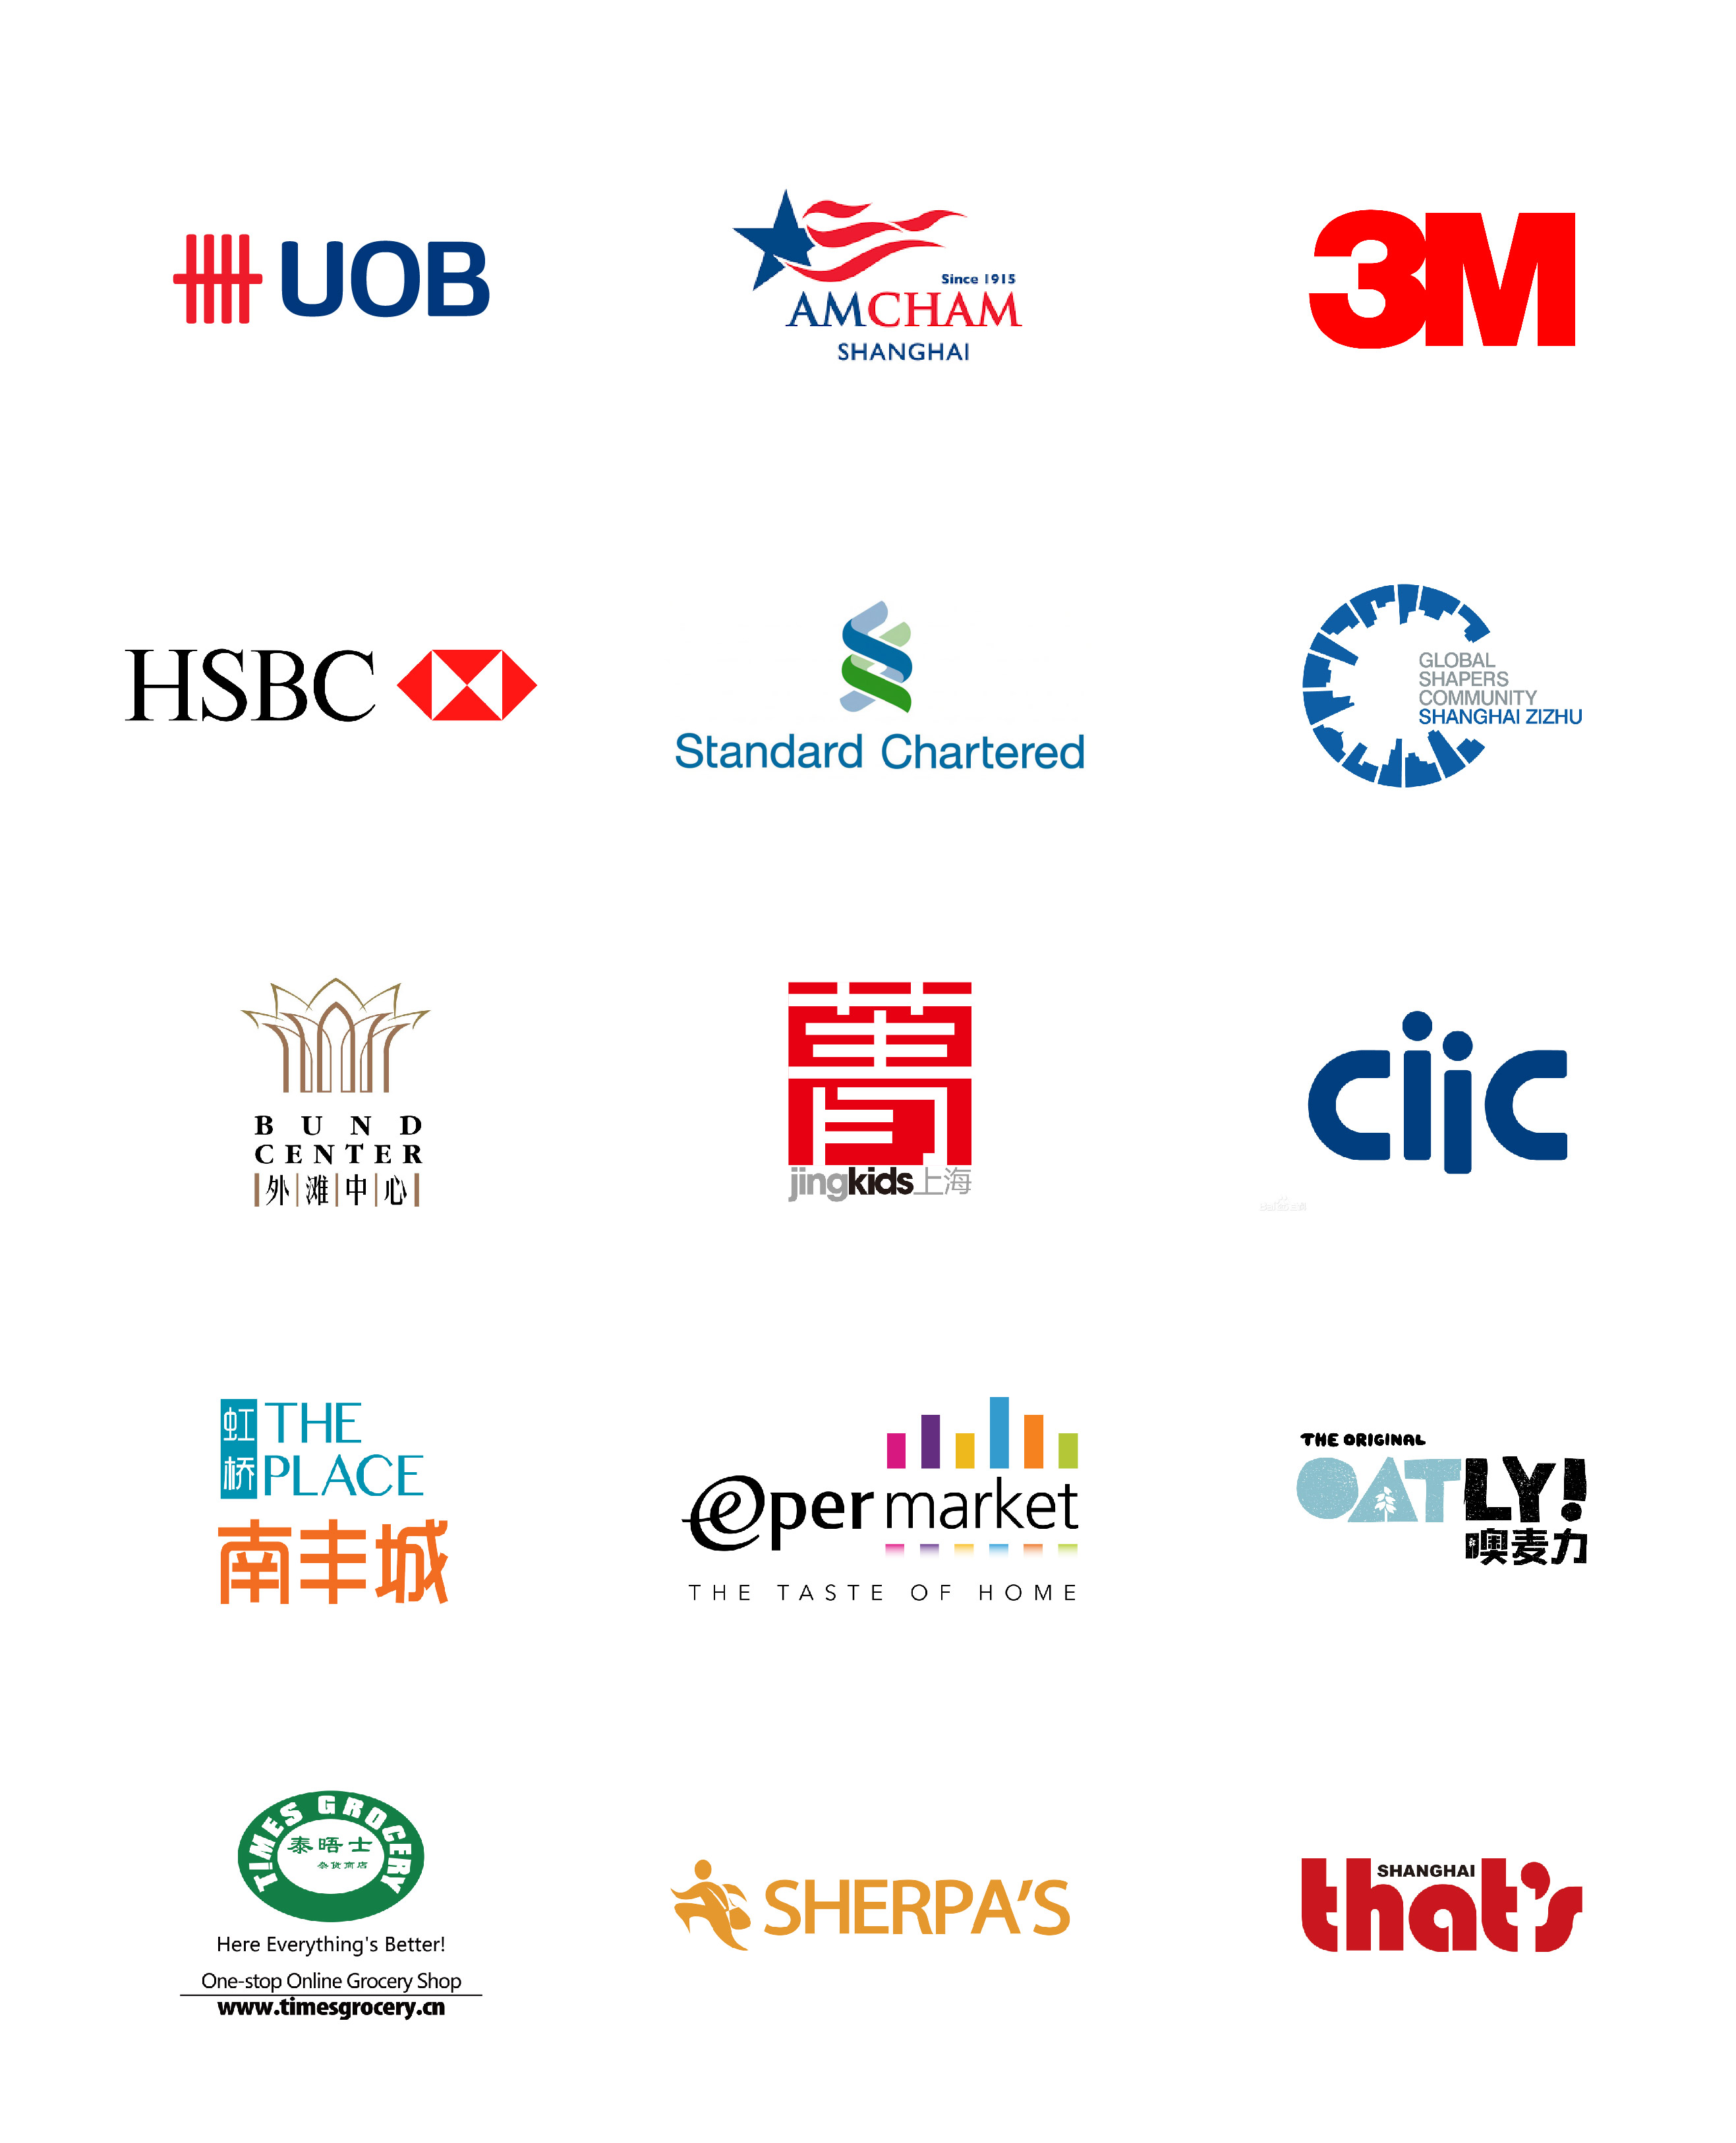 UOB
Since 1915
AMCHAM
SHANGHAI
3M
HSBC
Standard Chartered
GLOBAL
SHAPERS
COMMUNITY
SHANGHAI ZIZHU
BUND
CENTER
外滩中心
菁
jingkids上海
ciic
虹桥
THE
PLACE
南丰城
epermarket
THE TASTE OF HOME
THE ORIGINAL
OATLY!
噢麦力
TIMES GROCERY
泰晤士
杂货商店
Here Everything's Better!
One-stop Online Grocery Shop
www.timesgrocery.cn
SHERPA'S
SHANGHAI
that's